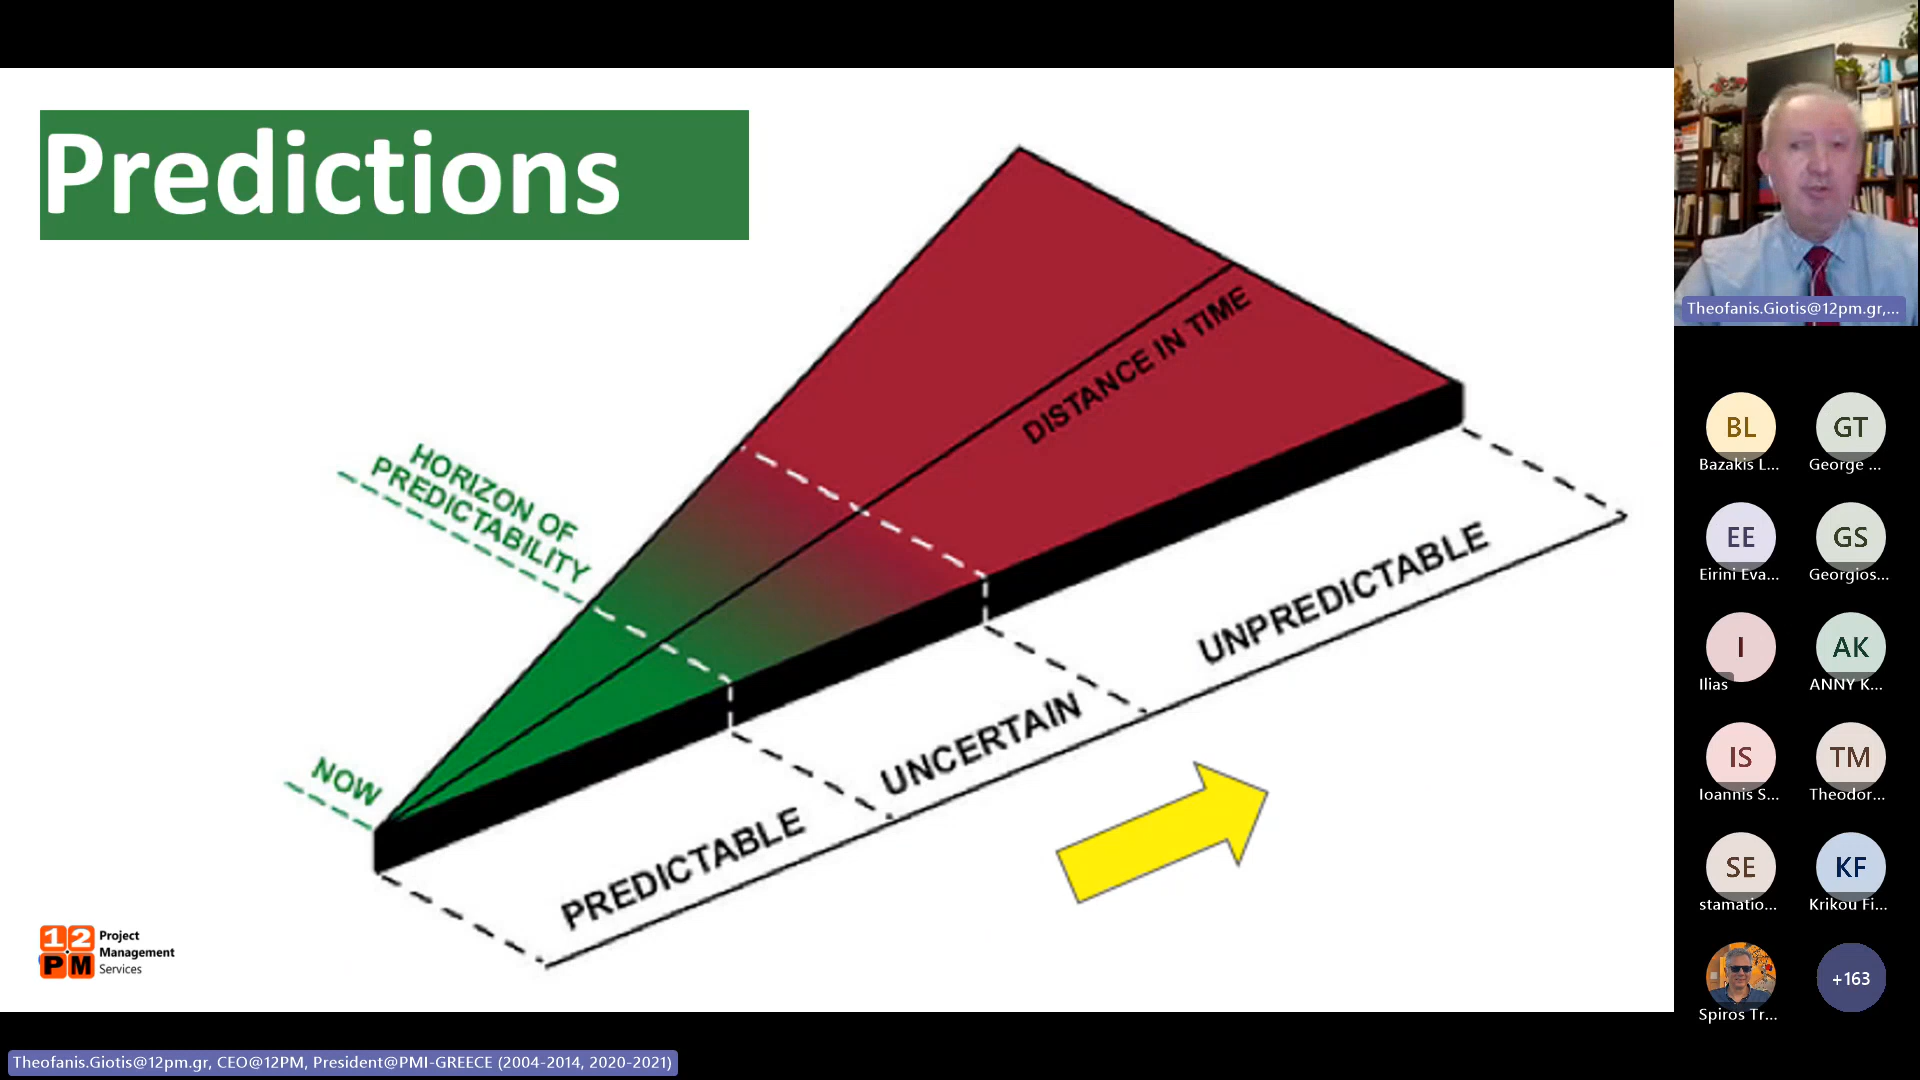 Predictions
DISTANCE IN TIME
HORIZON OF
PREDICTABILITY
NOW
PREDICTABLE
UNCERTAIN
UNPREDICTABLE
12
PM
Project
Management
Services
Theofanis.Giotis@12pm.gr, CEO@12PM, President@PMI-GREECE (2004-2014, 2020-2021)
Theofanis.Giotis@12pm.gr,...
BL
Bazakis L...
GT
George ...
EE
Eirini Eva...
GS
Georgios...
I
Ilias
AK
ANNY K...
IS
Ioannis S...
TM
Theodor...
SE
stamatio...
KF
Krikou Fi...
Spiros Tr...
+163